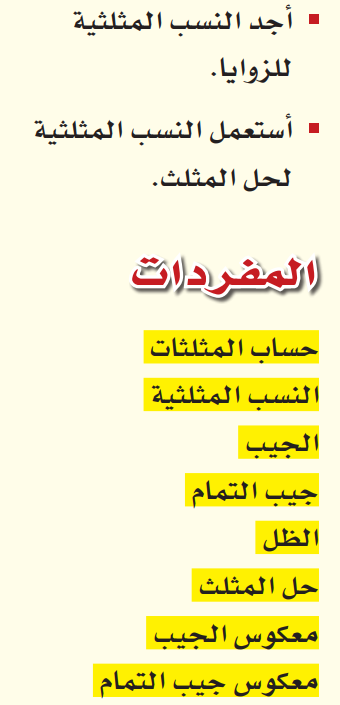 أجد النسب المثلثية
للزوايا.
أستعمل النسب المثلثية
لحل المثلث.
المفردات
حساب المثلثات
النسب المثلثية
الجيب
جيب التمام
الظل
حل المثلث
معكوس الجيب
معكوس جيب التمام